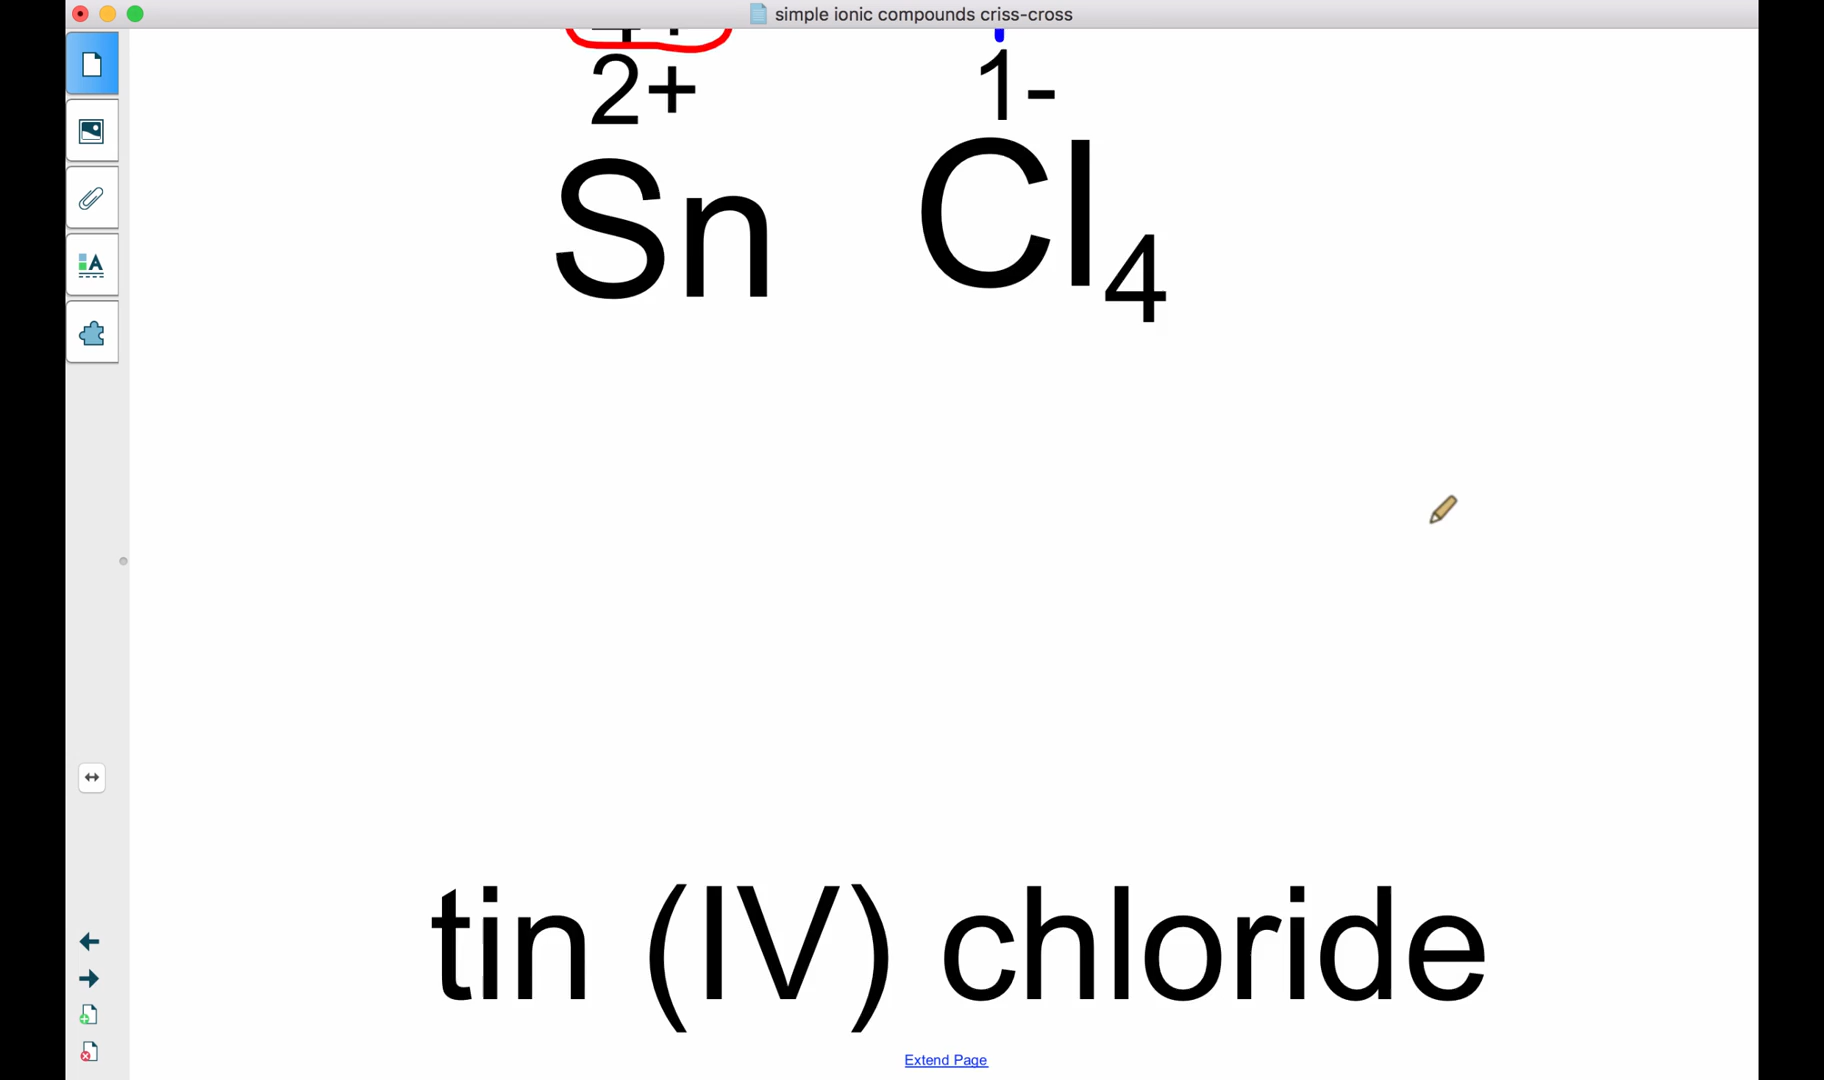 simple ionic compounds criss-cross
2+ 1-
Sn Cl4
tin (IV) chloride
Extend Page